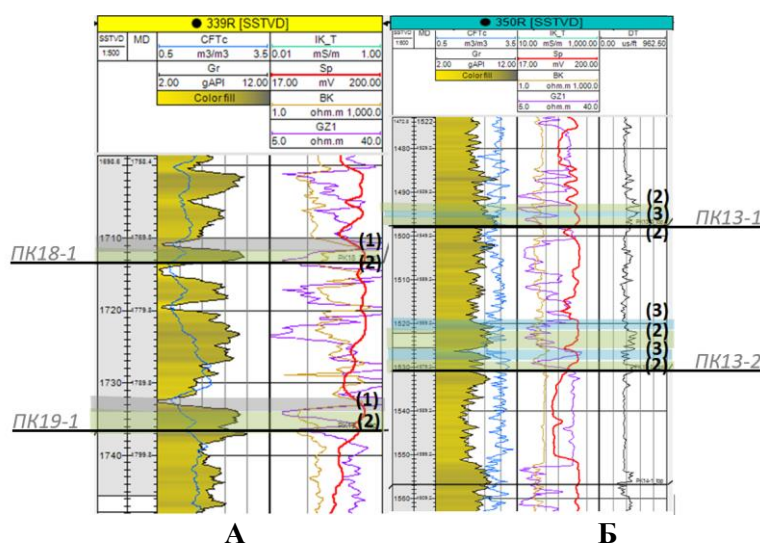 339R [SSTVD]
SSTVD MD CFTc IK_T
1:500 0.5 m3/m3 3.5 0.01 mS/m 1.00
Gr Sp
2.00 gAPI 12.00 17.00 mV 200.00
Color fill BK
1.0 ohm.m 1,000.0
GZ1
5.0 ohm.m 40.0
1710
(1)
ПК18-1
(2)
1720
1730
(1)
ПК19-1
(2)
1740
А
350R [SSTVD]
SSTVD MD CFTc IK_T DT
0.5 m3/m3 3.5 10.00 mS/m 1,000.00 0.00 us/ft 962.50
Gr Sp
2.00 gAPI 12.00 17.00 mV 200.00
Color fill BK
1.0 ohm.m 1,000.0
GZ1
5.0 ohm.m 40.0
1522
1480
1490
(2)
(3)
ПК13-1
(2)
1500
1510
(3)
1520
(2)
(3)
ПК13-2
(2)
1530
1540
1550
1560
Б